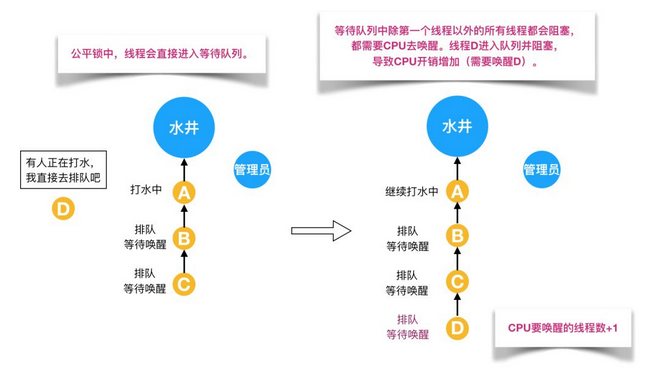 公平锁中，线程会直接进入等待队列。
水井
管理员
有人正在打水，
我直接去排队吧
D
打水中
A
排队
等待唤醒
B
排队
等待唤醒
C
等待队列中除第一个线程以外的所有线程都会阻塞，
都需要CPU去唤醒。线程D进入队列并阻塞，
导致CPU开销增加（需要唤醒D）。
水井
管理员
继续打水中
A
排队
等待唤醒
B
排队
等待唤醒
C
排队
等待唤醒
D
CPU要唤醒的线程数+1